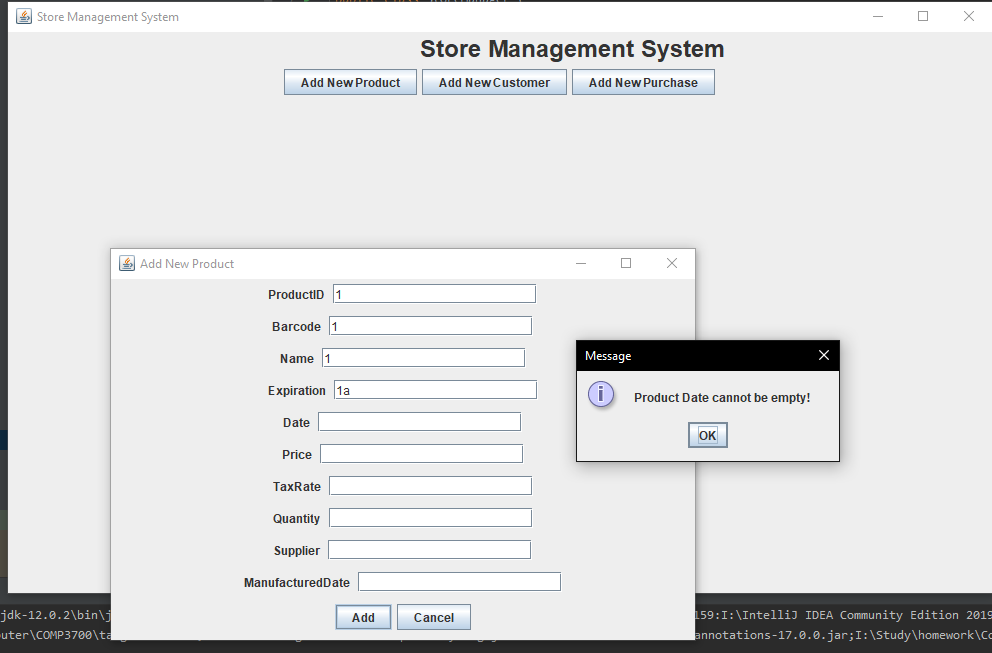 Store Management System
Store Management System
Add New Product
Add New Customer
Add New Purchase
Add New Product
ProductID 1
Barcode 1
Name 1
Expiration 1a
Date
Price
TaxRate
Quantity
Supplier
ManufacturedDate
Add
Cancel
Message
Product Date cannot be empty!
OK
jdk-12.0.2\bin\j
159:I:\IntelliJ IDEA Community Edition 2019
uter\COMP3700\ta
annotations-17.0.0.jar;I:\Study\homework\Co